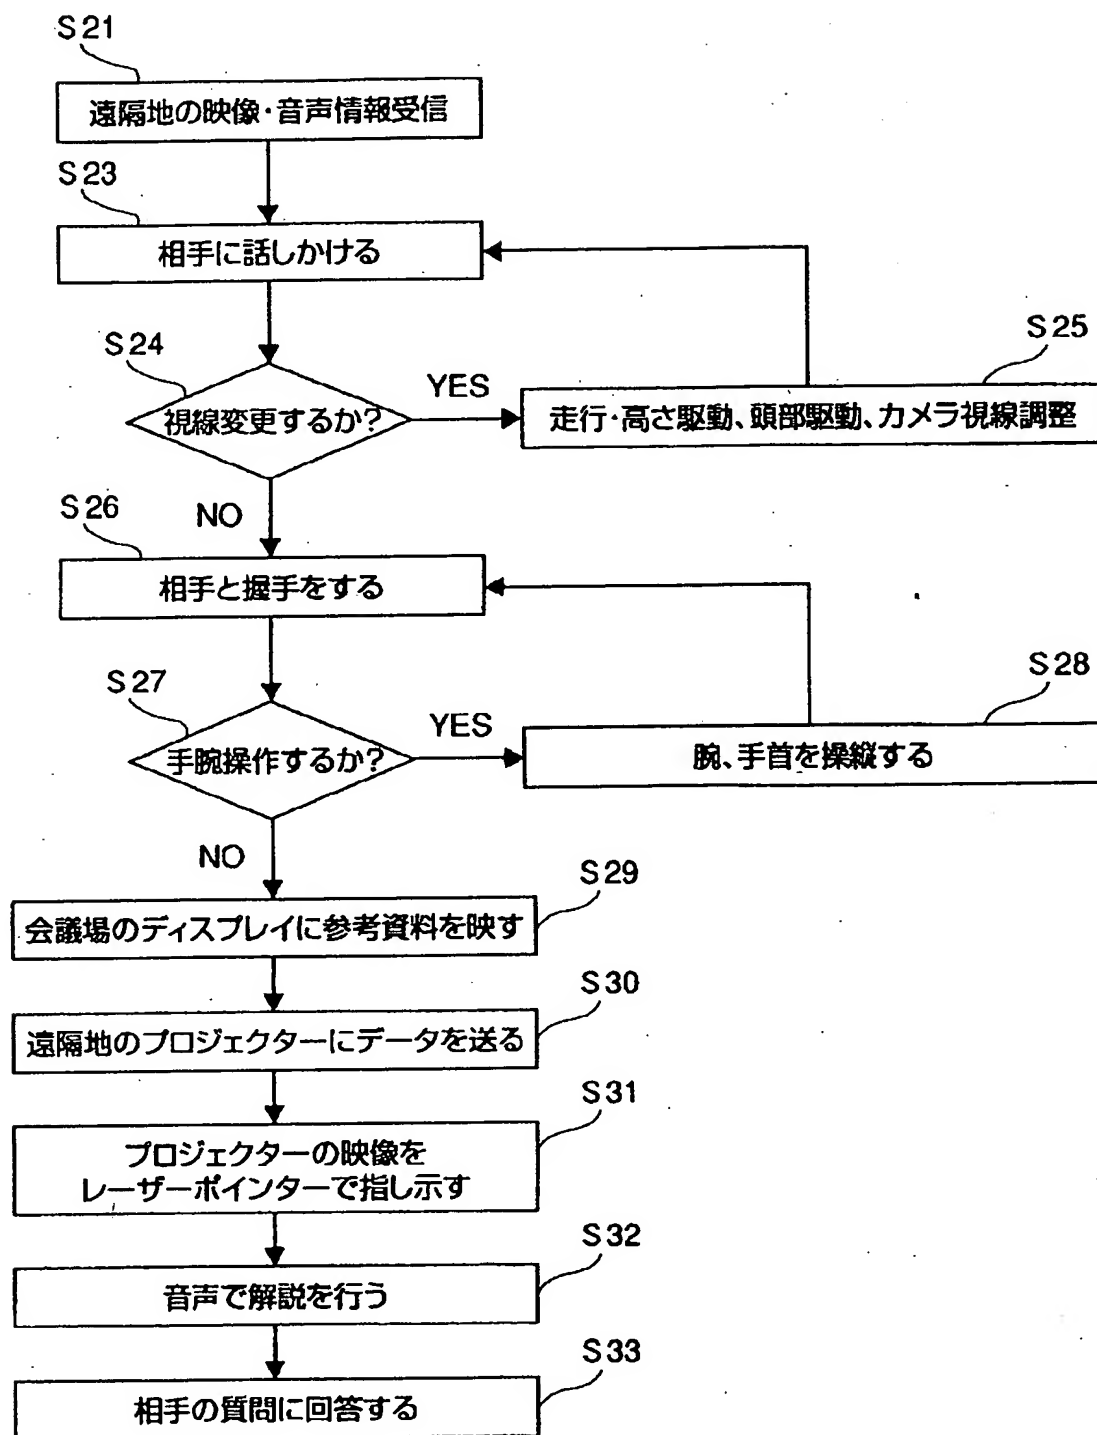 S21
遠隔地の映像・音声情報受信
S23
相手に話しかける
S24
視線変更するか?
YES
S25
走行・高さ駆動、頭部駆動、カメラ視線調整
NO
S26
相手と握手をする
S27
手腕操作するか?
YES
S28
腕、手首を操縦する
NO
S29
会議場のディスプレイに参考資料を映す
S30
遠隔地のプロジェクターにデータを送る
S31
プロジェクターの映像を
レーザーポインターで指し示す
S32
音声で解説を行う
S33
相手の質問に回答する